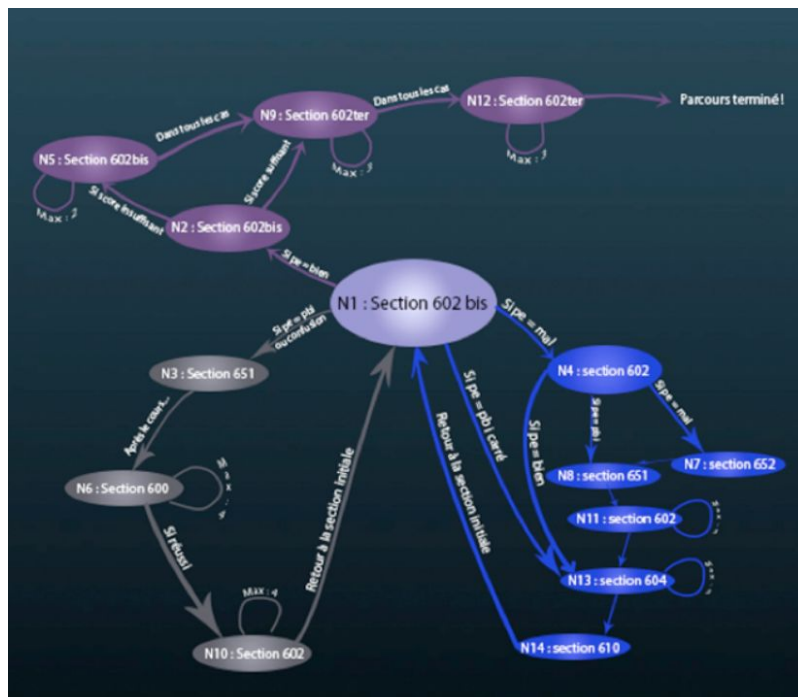 Dans tous les cas
N9 : Section 602ter
Dans tous les cas
N12 : Section 602ter
Parcours terminé !
Max : 3
Max : 3
N5 : Section 602bis
Max : 2
Si score insuffisant
Si score suffisant
N2 : Section 602bis
Si pe = bien
N1 : Section 602 bis
Si pe = pbi
ou confusion
Si pe = mal
N3 : Section 651
N4 : section 602
Après le cours...
Si pe = pbi carré
Si pe = bien
Si pe = pbi
Si pe = mal
N6 : Section 600
N8 : section 651
N7 : section 652
N11 : section 602
Si réussi
Retour à la section initiale
Retour à la section initiale
N13 : section 604
Max : 4
N10 : Section 602
N14 : section 610